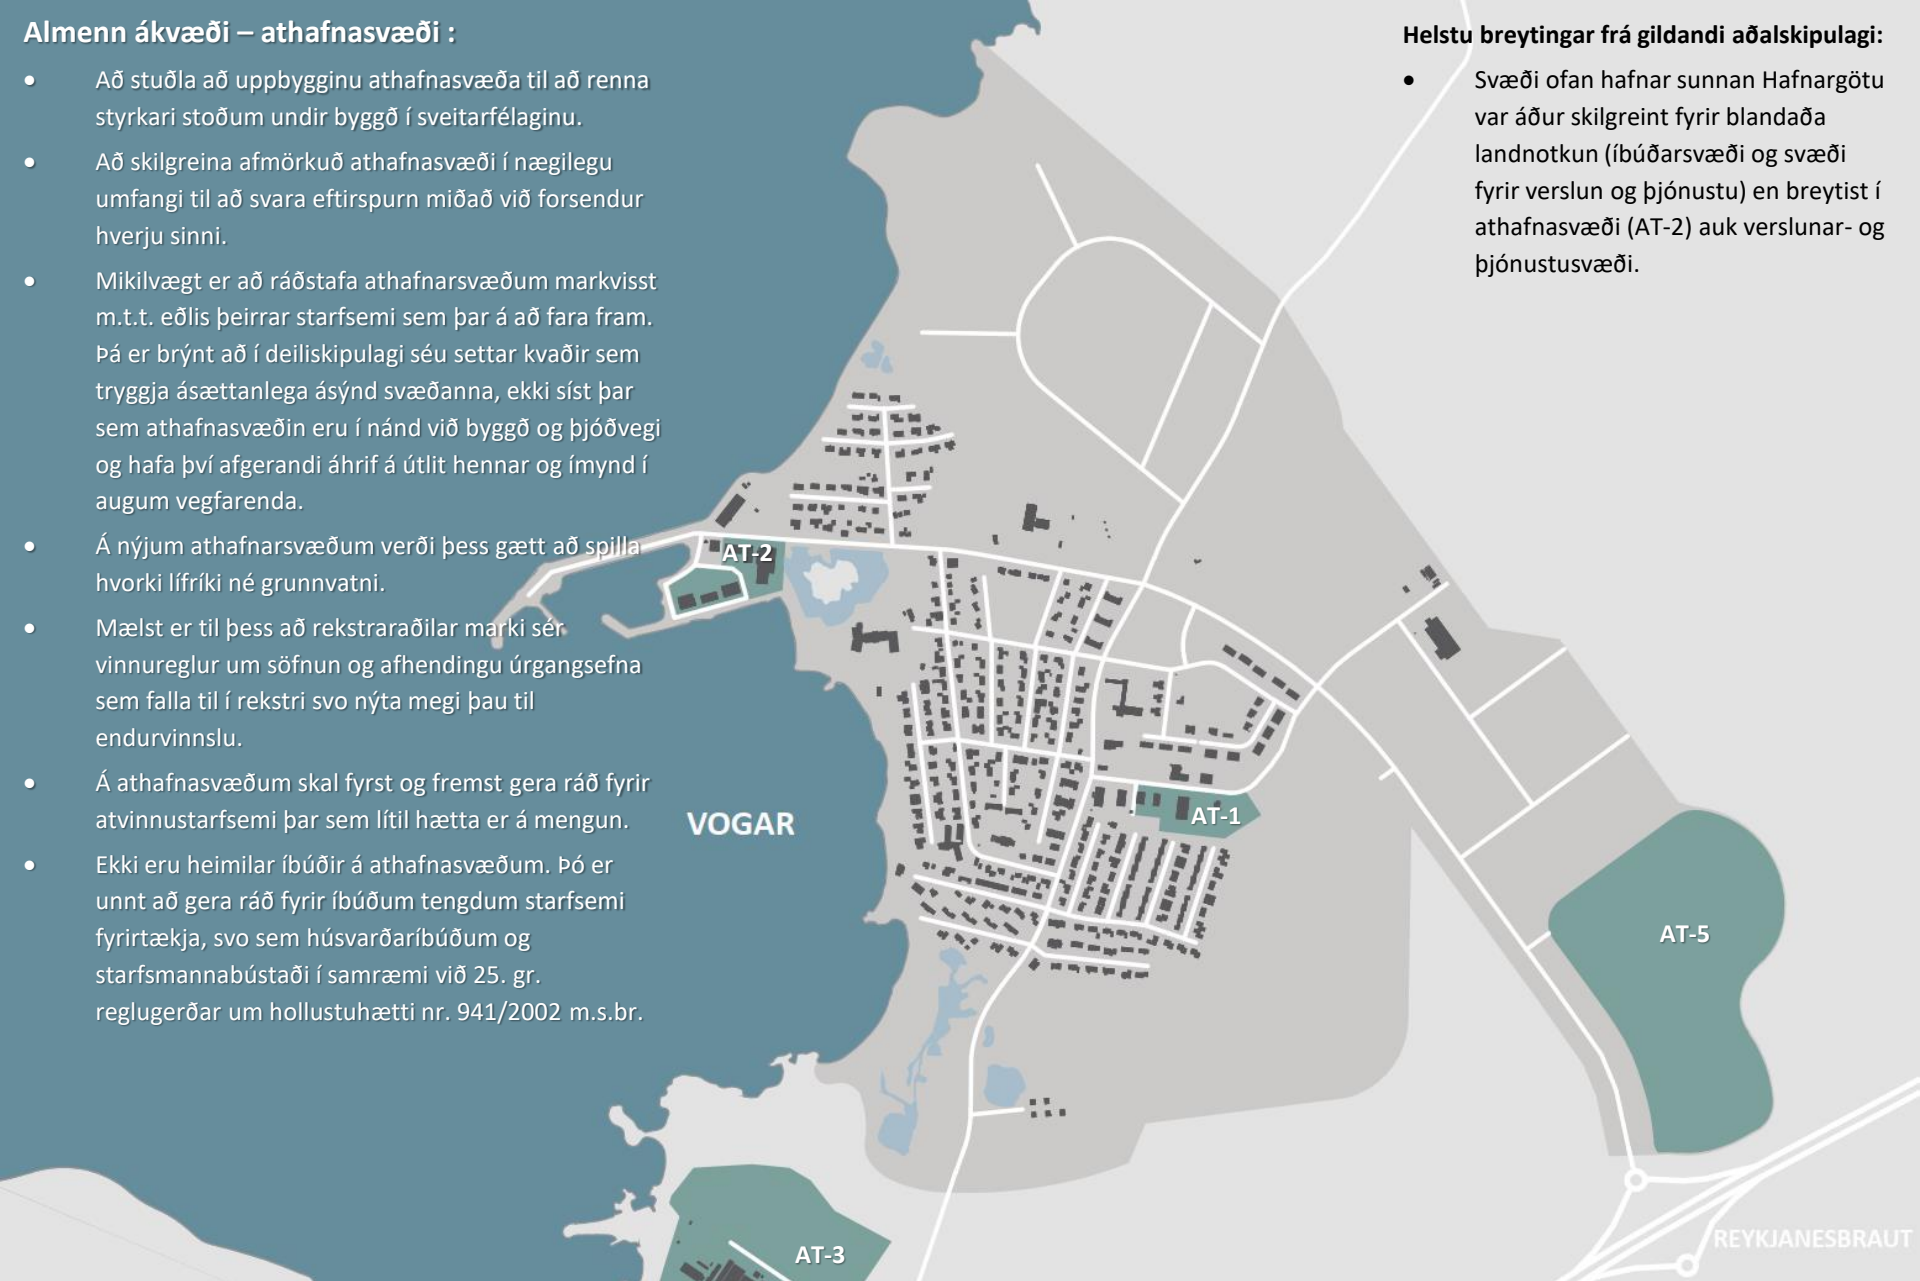 Almenn ákvæði – athafnasvæði :
• Að stuðla að uppbygginu athafnasvæða til að renna
styrkari stoðum undir byggð í sveitarfélaginu.
• Að skilgreina afmörkuð athafnasvæði í nægilegu
umfangi til að svara eftirspurn miðað við forsendur
hverju sinni.
• Mikilvægt er að ráðstafa athafnarsvæðum markvisst
m.t.t. eðlis þeirrar starfsemi sem þar á að fara fram.
Þá er brýnt að í deiliskipulagi séu settar kvaðir sem
tryggja ásættanlega ásýnd svæðanna, ekki síst þar
sem athafnasvæðin eru í nánd við byggð og þjóðvegi
og hafa því afgerandi áhrif á útlit hennar og ímynd í
augum vegfarenda.
• Á nýjum athafnarsvæðum verði þess gætt að spilla
hvorki lífríki né grunnvatni.
• Mælst er til þess að rekstraraðilar marki sér
vinnureglur um söfnun og afhendingu úrgangsefna
sem falla til í rekstri svo nýta megi þau til
endurvinnslu.
• Á athafnasvæðum skal fyrst og fremst gera ráð fyrir
atvinnustarfsemi þar sem lítil hætta er á mengun.
• Ekki eru heimilar íbúðir á athafnasvæðum. Þó er
unnt að gera ráð fyrir íbúðum tengdum starfsemi
fyrirtækja, svo sem húsvarðaríbúðum og
starfsmannabústaði í samræmi við 25. gr.
reglugerðar um hollustuhætti nr. 941/2002 m.s.br.
Helstu breytingar frá gildandi aðalskipulagi:
• Svæði ofan hafnar sunnan Hafnargötu
var áður skilgreint fyrir blandaða
landnotkun (íbúðarsvæði og svæði
fyrir verslun og þjónustu) en breytist í
athafnasvæði (AT-2) auk verslunar- og
þjónustusvæði.
AT-2
VOGAR
AT-1
AT-5
AT-3
REYKJANESBRAUT